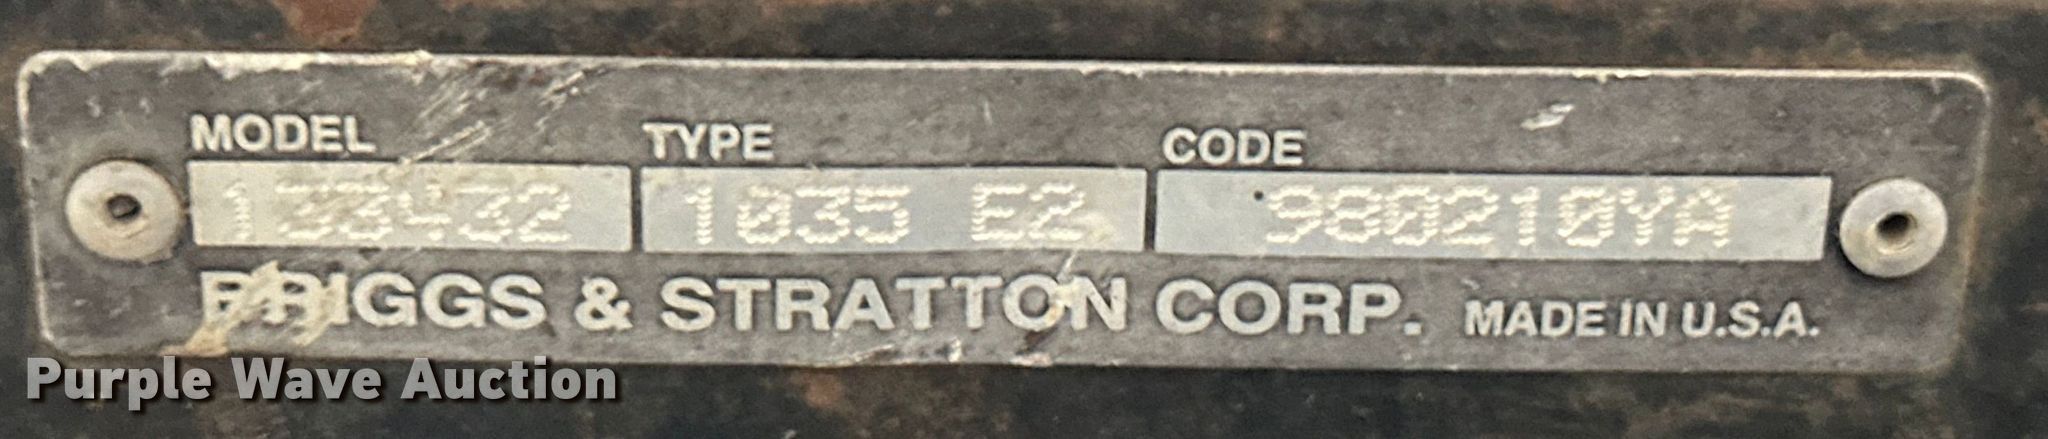 MODEL TYPE CODE
133432 1035 E2 980210YA
BRIGGS & STRATTON CORP. MADE IN U.S.A.
Purple Wave Auction